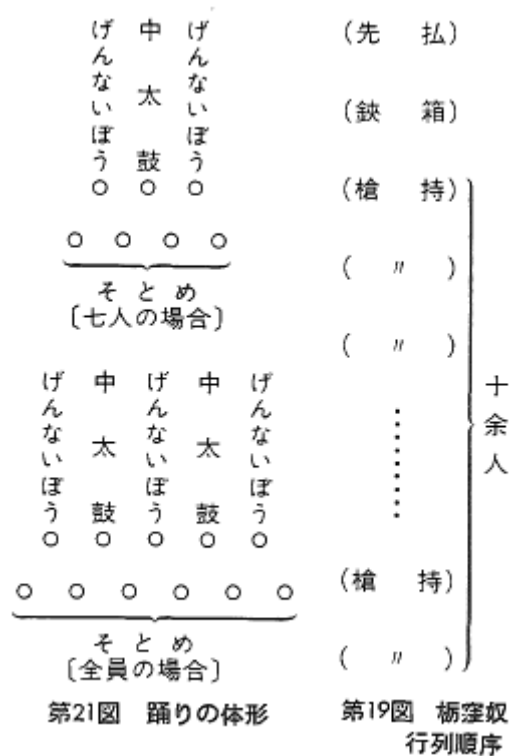 (先払)
(鋏箱)
(槍持)
(〃)
(〃)
………
(槍持)
(〃)
十余人
第19図 栃窪奴
行列順序
げんないぼう○
中太鼓○
げんないぼう○
○ ○ ○ ○
そとめ
〔七人の場合〕
げんないぼう○
中太鼓○
げんないぼう○
中太鼓○
げんないぼう○
○ ○ ○ ○ ○ ○
そとめ
〔全員の場合〕
第21図 踊りの体形